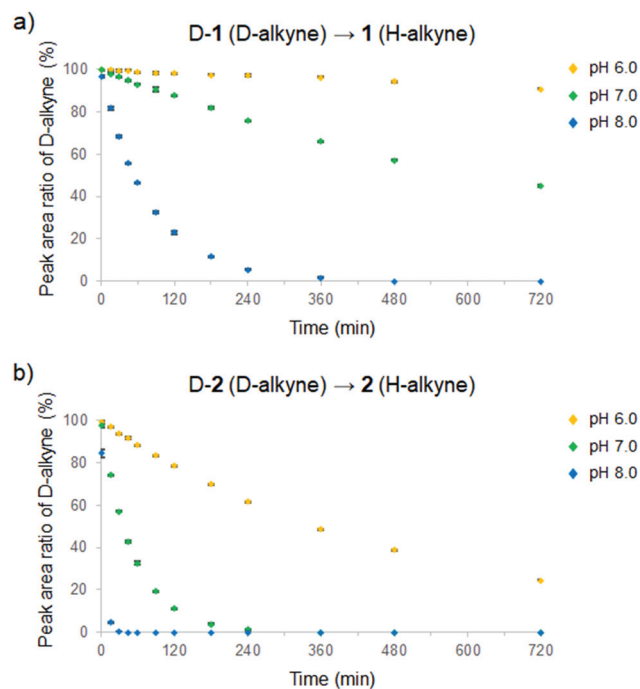 a)
D-1 (D-alkyne) → 1 (H-alkyne)
Peak area ratio of D-alkyne (%)
100
80
60
40
20
0
0 120 240 360 480 600 720
Time (min)
pH 6.0
pH 7.0
pH 8.0
b)
D-2 (D-alkyne) → 2 (H-alkyne)
Peak area ratio of D-alkyne (%)
100
80
60
40
20
0
0 120 240 360 480 600 720
Time (min)
pH 6.0
pH 7.0
pH 8.0